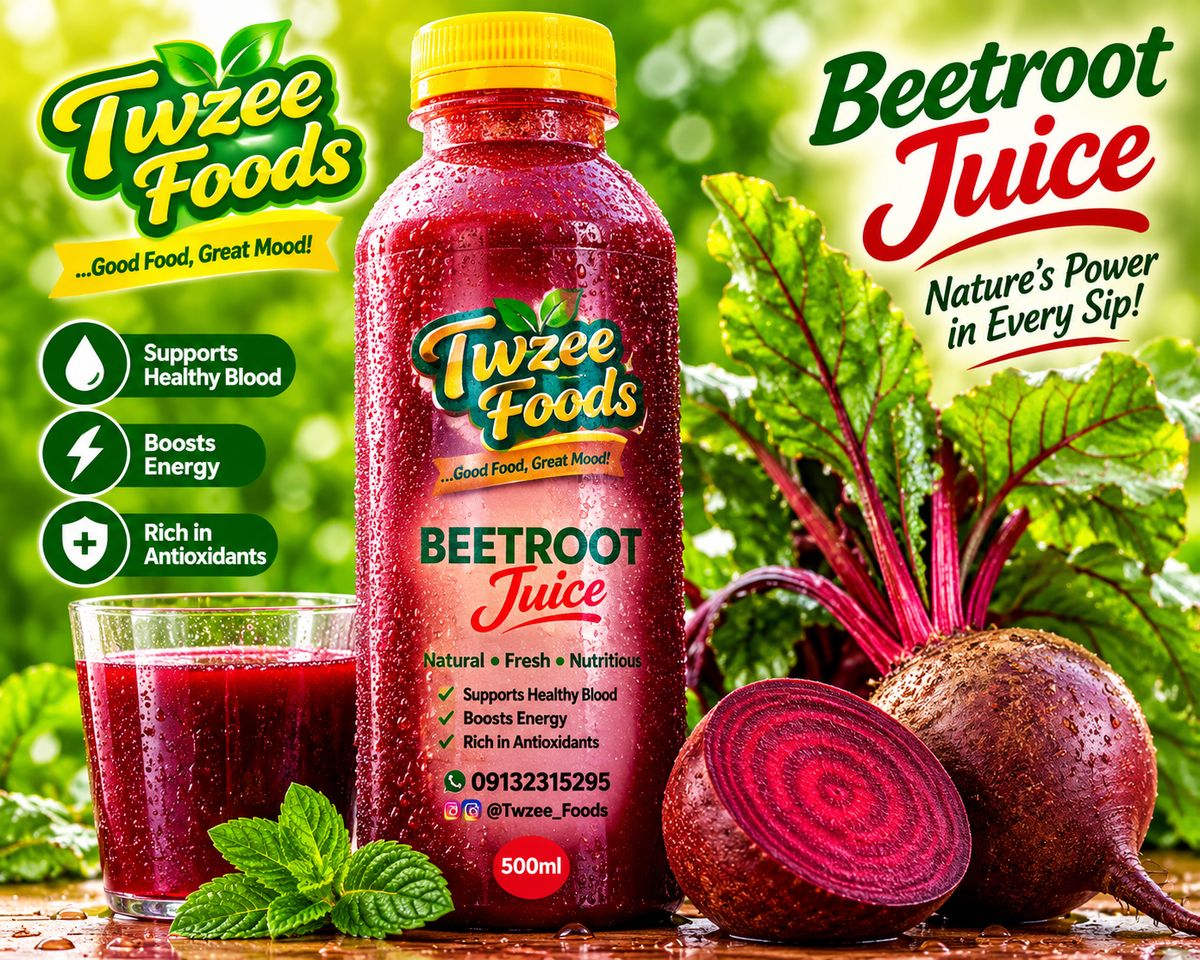 Twzee
Foods
...Good Food, Great Mood!
Supports
Healthy Blood
Boosts
Energy
Rich in
Antioxidants
Beetroot
Juice
Nature's Power
in Every Sip!
Twzee
Foods
...Good Food, Great Mood!
BEETROOT
Juice
Natural • Fresh • Nutritious
✓ Supports Healthy Blood
✓ Boosts Energy
✓ Rich in Antioxidants
09132315295
@Twzee_Foods
500ml